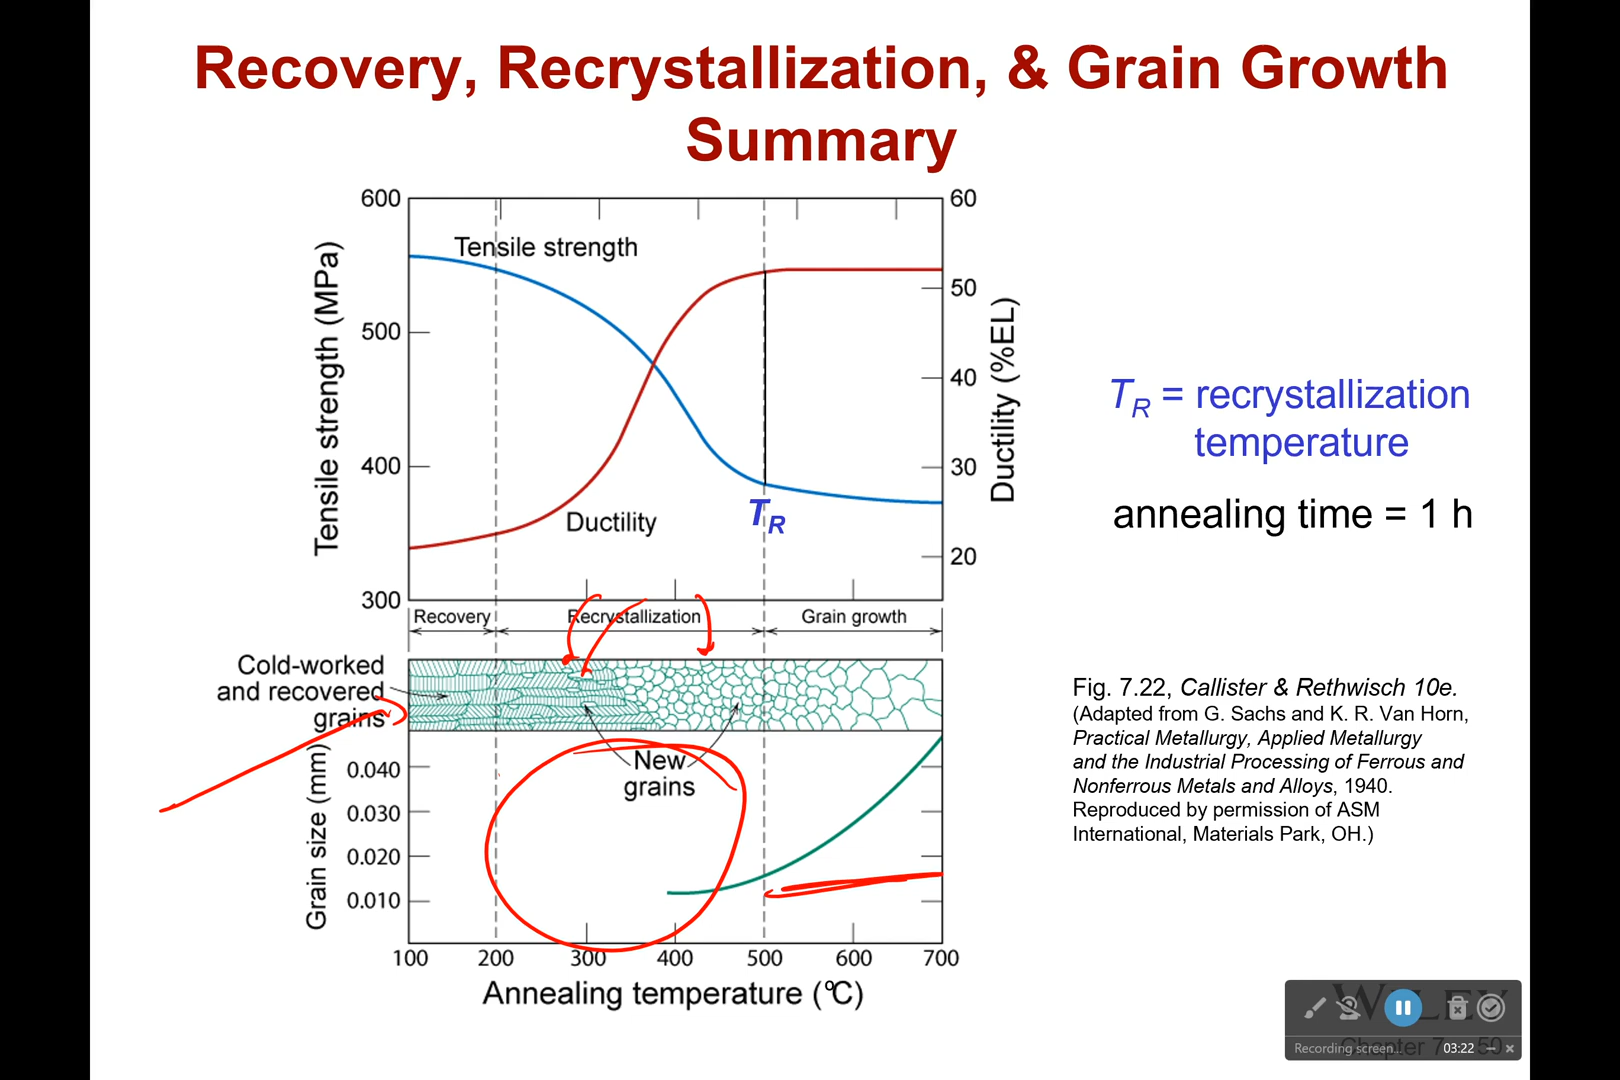 Recovery, Recrystallization, & Grain Growth
Summary
600
60
Tensile strength
Tensile strength (MPa)
500
50
40
Ductility (%EL)
400
30
Ductility
T_R
20
300
Recovery
Recrystallization
Grain growth
Cold-worked
and recovered
grains
New
grains
Grain size (mm)
0.040
0.030
0.020
0.010
100 200 300 400 500 600 700
Annealing temperature (°C)
T_R = recrystallization
temperature
annealing time = 1 h
Fig. 7.22, Callister & Rethwisch 10e.
(Adapted from G. Sachs and K. R. Van Horn,
Practical Metallurgy, Applied Metallurgy
and the Industrial Processing of Ferrous and
Nonferrous Metals and Alloys, 1940.
Reproduced by permission of ASM
International, Materials Park, OH.)
WILEY
Chapter 7
Recording screen...
03:22